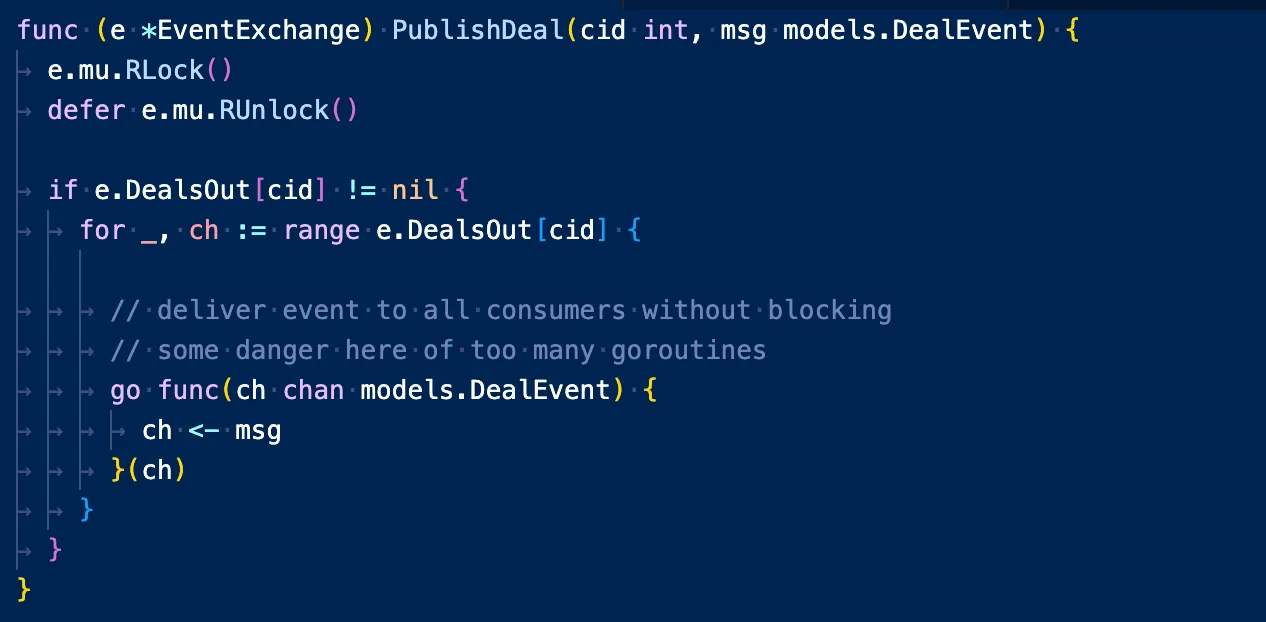 func (e *EventExchange) PublishDeal(cid int, msg models.DealEvent) {
e.mu.RLock()
defer e.mu.RUnlock()
if e.DealsOut[cid] != nil {
for _, ch := range e.DealsOut[cid] {
// deliver event to all consumers without blocking
// some danger here of too many goroutines
go func(ch chan models.DealEvent) {
ch <- msg
}(ch)
}
}
}